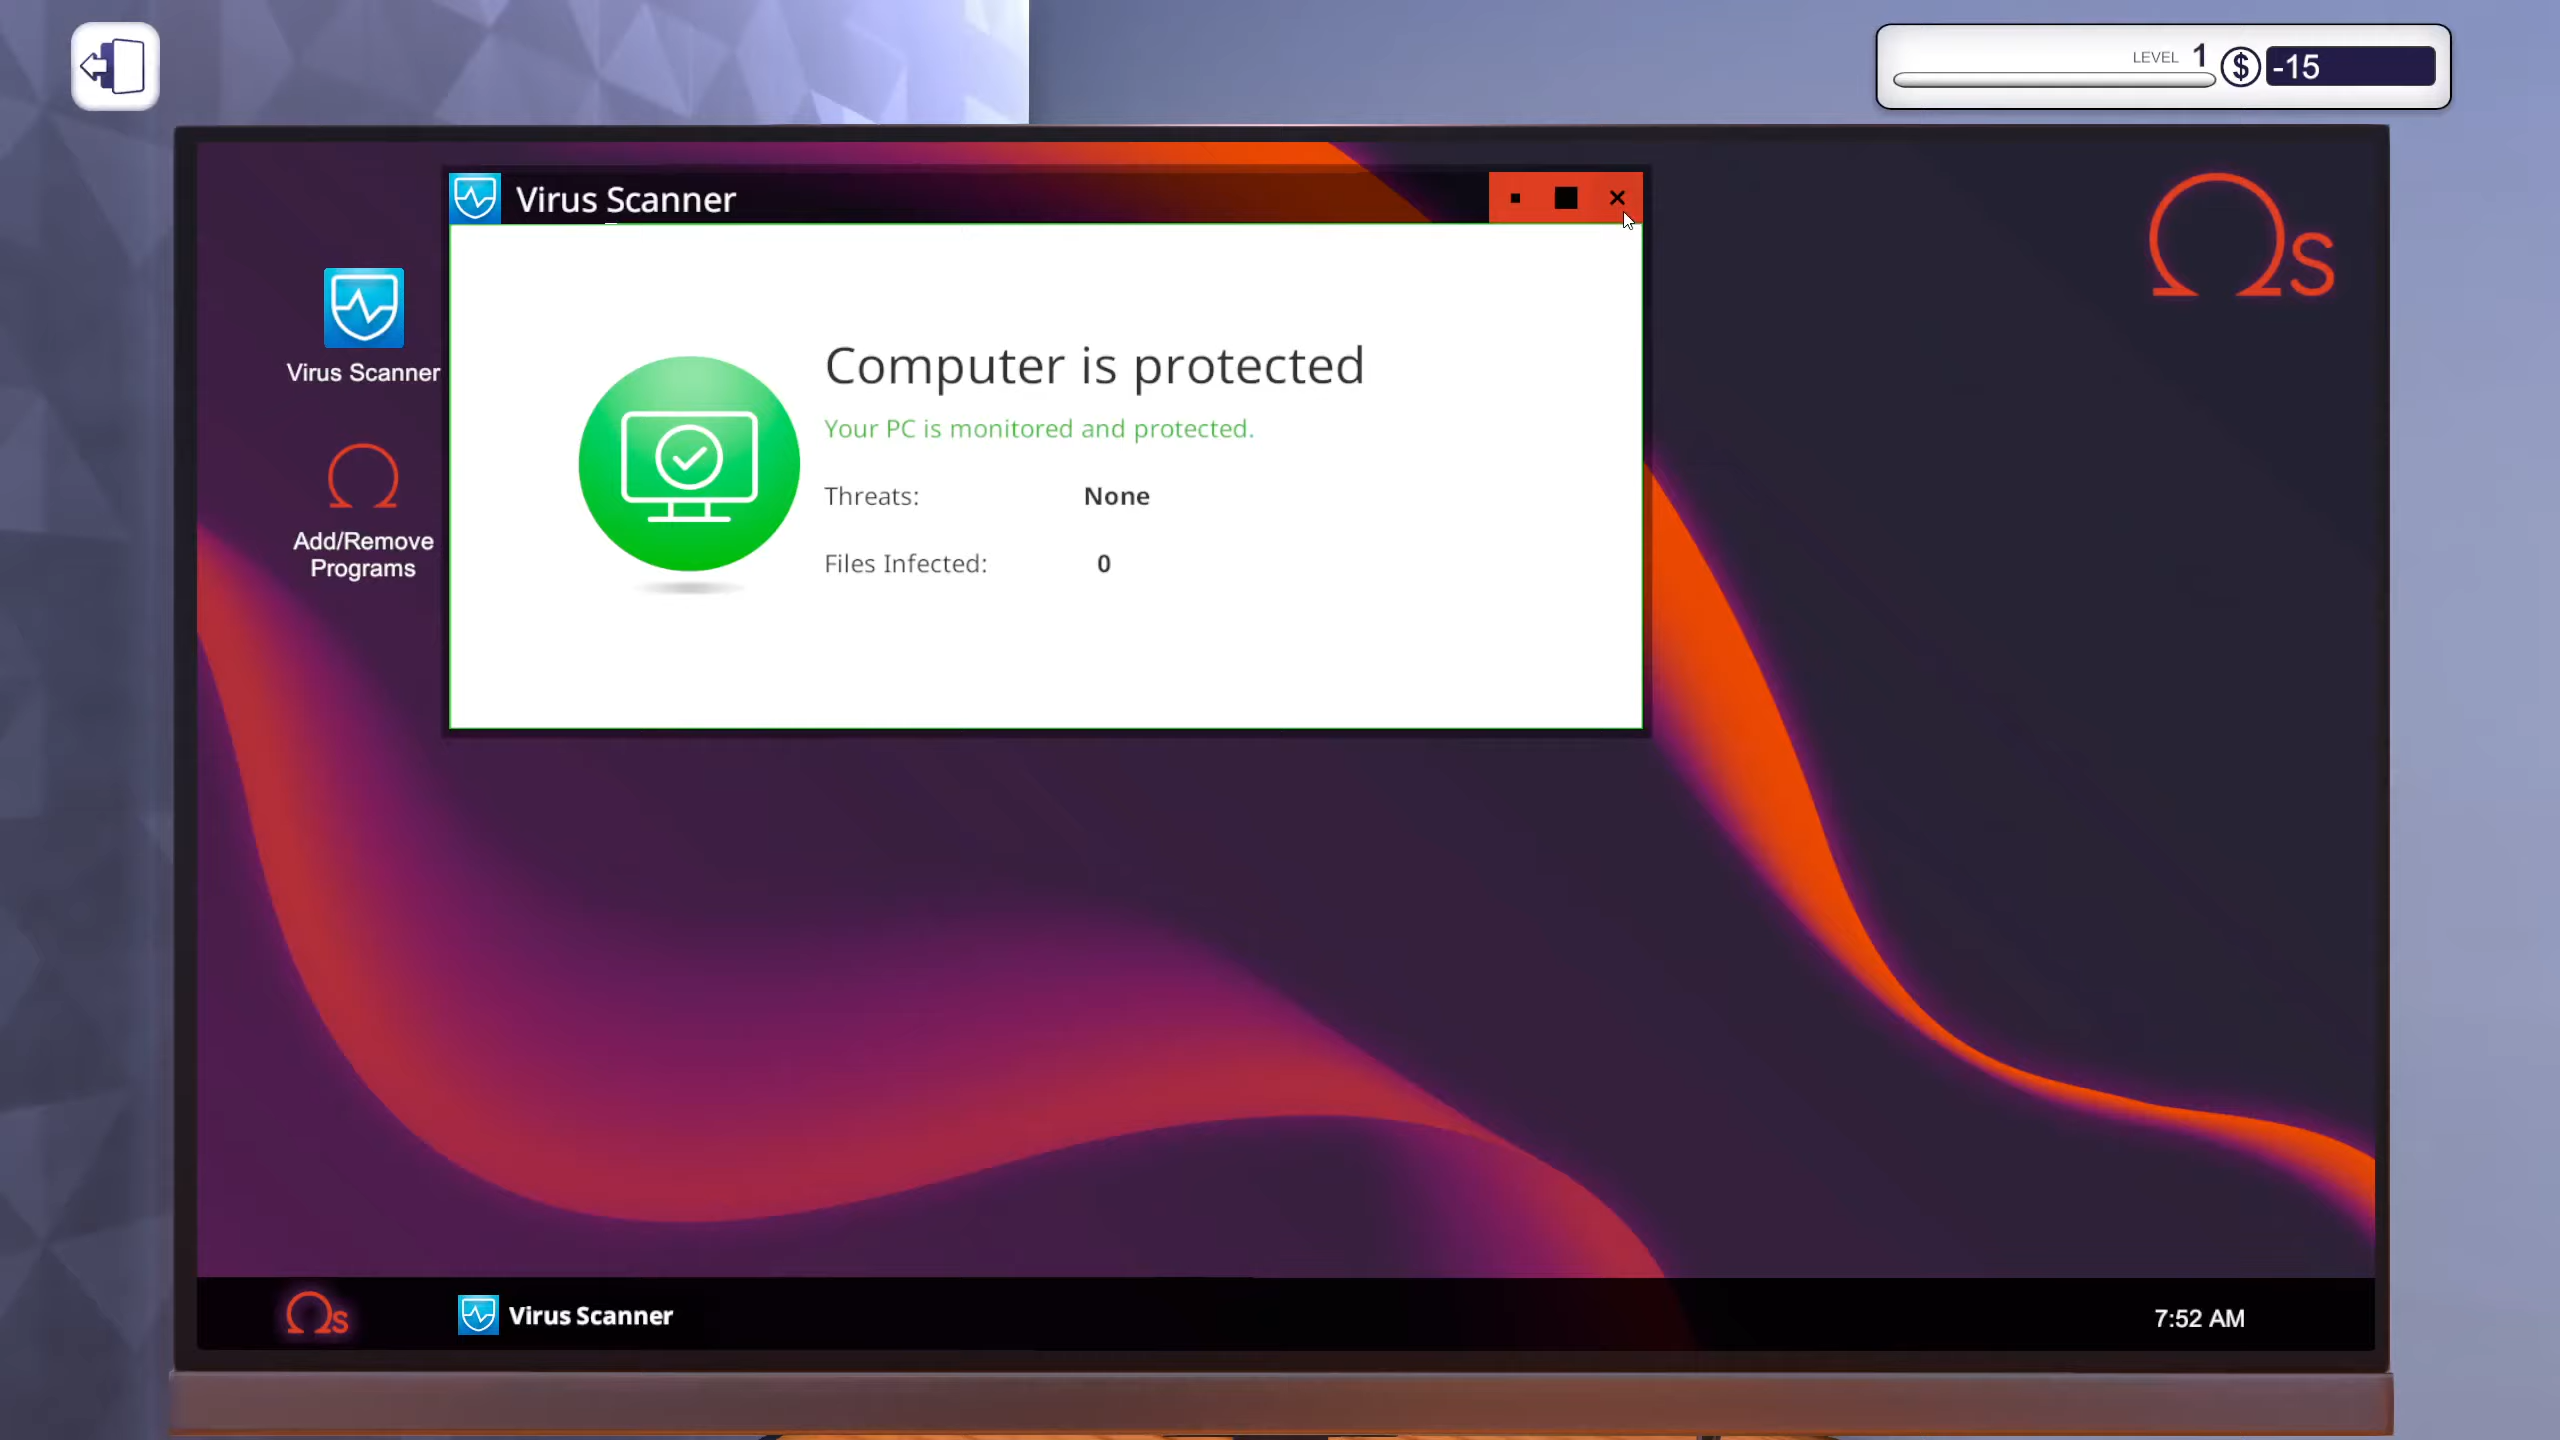 LEVEL 1
$ -15
Virus Scanner
Ωs
Virus Scanner
Computer is protected
Your PC is monitored and protected.
Threats: None
Files Infected: 0
Add/Remove
Programs
Ωs
Virus Scanner
7:52 AM